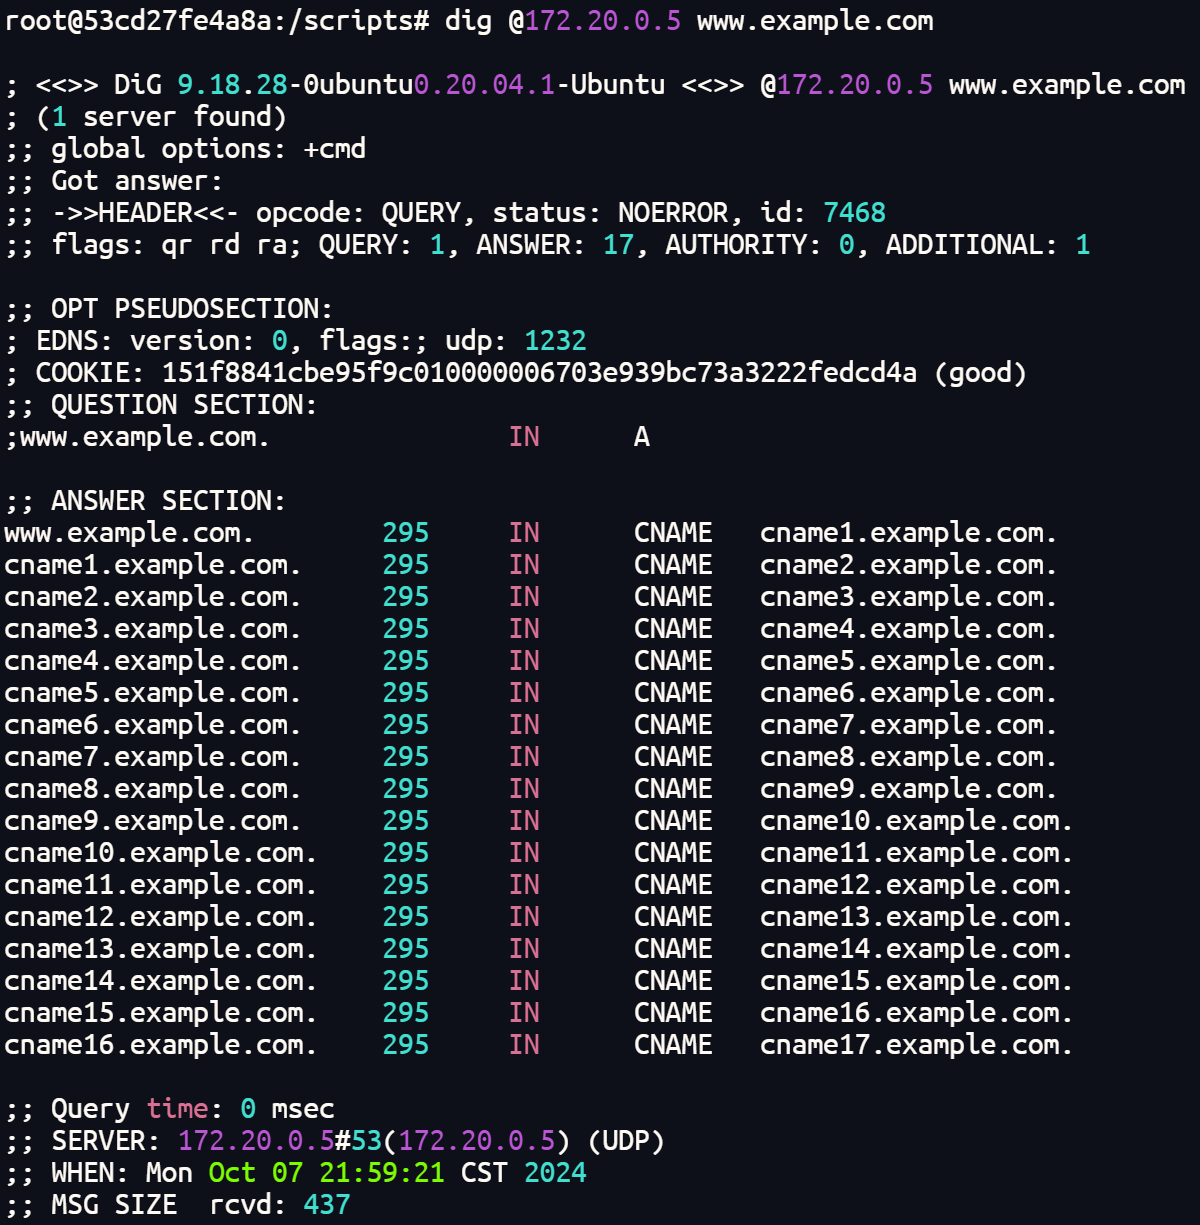 root@53cd27fe4a8a:/scripts# dig @172.20.0.5 www.example.com
; <<>> DiG 9.18.28-0ubuntu0.20.04.1-Ubuntu <<>> @172.20.0.5 www.example.com
; (1 server found)
;; global options: +cmd
;; Got answer:
;; ->>HEADER<<- opcode: QUERY, status: NOERROR, id: 7468
;; flags: qr rd ra; QUERY: 1, ANSWER: 17, AUTHORITY: 0, ADDITIONAL: 1
;; OPT PSEUDOSECTION:
; EDNS: version: 0, flags:; udp: 1232
; COOKIE: 151f8841cbe95f9c010000006703e939bc73a3222fedcd4a (good)
;; QUESTION SECTION:
;www.example.com. IN A
;; ANSWER SECTION:
www.example.com. 295 IN CNAME cname1.example.com.
cname1.example.com. 295 IN CNAME cname2.example.com.
cname2.example.com. 295 IN CNAME cname3.example.com.
cname3.example.com. 295 IN CNAME cname4.example.com.
cname4.example.com. 295 IN CNAME cname5.example.com.
cname5.example.com. 295 IN CNAME cname6.example.com.
cname6.example.com. 295 IN CNAME cname7.example.com.
cname7.example.com. 295 IN CNAME cname8.example.com.
cname8.example.com. 295 IN CNAME cname9.example.com.
cname9.example.com. 295 IN CNAME cname10.example.com.
cname10.example.com. 295 IN CNAME cname11.example.com.
cname11.example.com. 295 IN CNAME cname12.example.com.
cname12.example.com. 295 IN CNAME cname13.example.com.
cname13.example.com. 295 IN CNAME cname14.example.com.
cname14.example.com. 295 IN CNAME cname15.example.com.
cname15.example.com. 295 IN CNAME cname16.example.com.
cname16.example.com. 295 IN CNAME cname17.example.com.
;; Query time: 0 msec
;; SERVER: 172.20.0.5#53(172.20.0.5) (UDP)
;; WHEN: Mon Oct 07 21:59:21 CST 2024
;; MSG SIZE  rcvd: 437